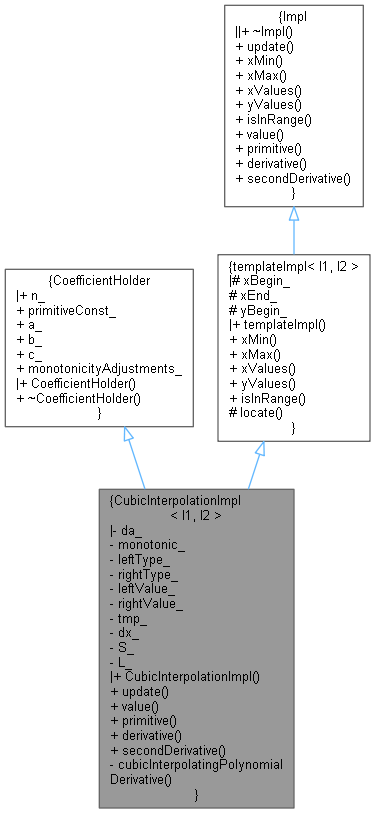 {Impl
||+ ~Impl()
+ update()
+ xMin()
+ xMax()
+ xValues()
+ yValues()
+ isInRange()
+ value()
+ primitive()
+ derivative()
+ secondDerivative()
}
{CoefficientHolder
|+ n_
+ primitiveConst_
+ a_
+ b_
+ c_
+ monotonicityAdjustments_
|+ CoefficientHolder()
+ ~CoefficientHolder()
}
{templateImpl< I1, I2 >
|# xBegin_
# xEnd_
# yBegin_
|+ templateImpl()
+ xMin()
+ xMax()
+ xValues()
+ yValues()
+ isInRange()
# locate()
}
{CubicInterpolationImpl
< I1, I2 >
|- da_
- monotonic_
- leftType_
- rightType_
- leftValue_
- rightValue_
- tmp_
- dx_
- S_
- L_
|+ CubicInterpolationImpl()
+ update()
+ value()
+ primitive()
+ derivative()
+ secondDerivative()
- cubicInterpolatingPolynomial
Derivative()
}